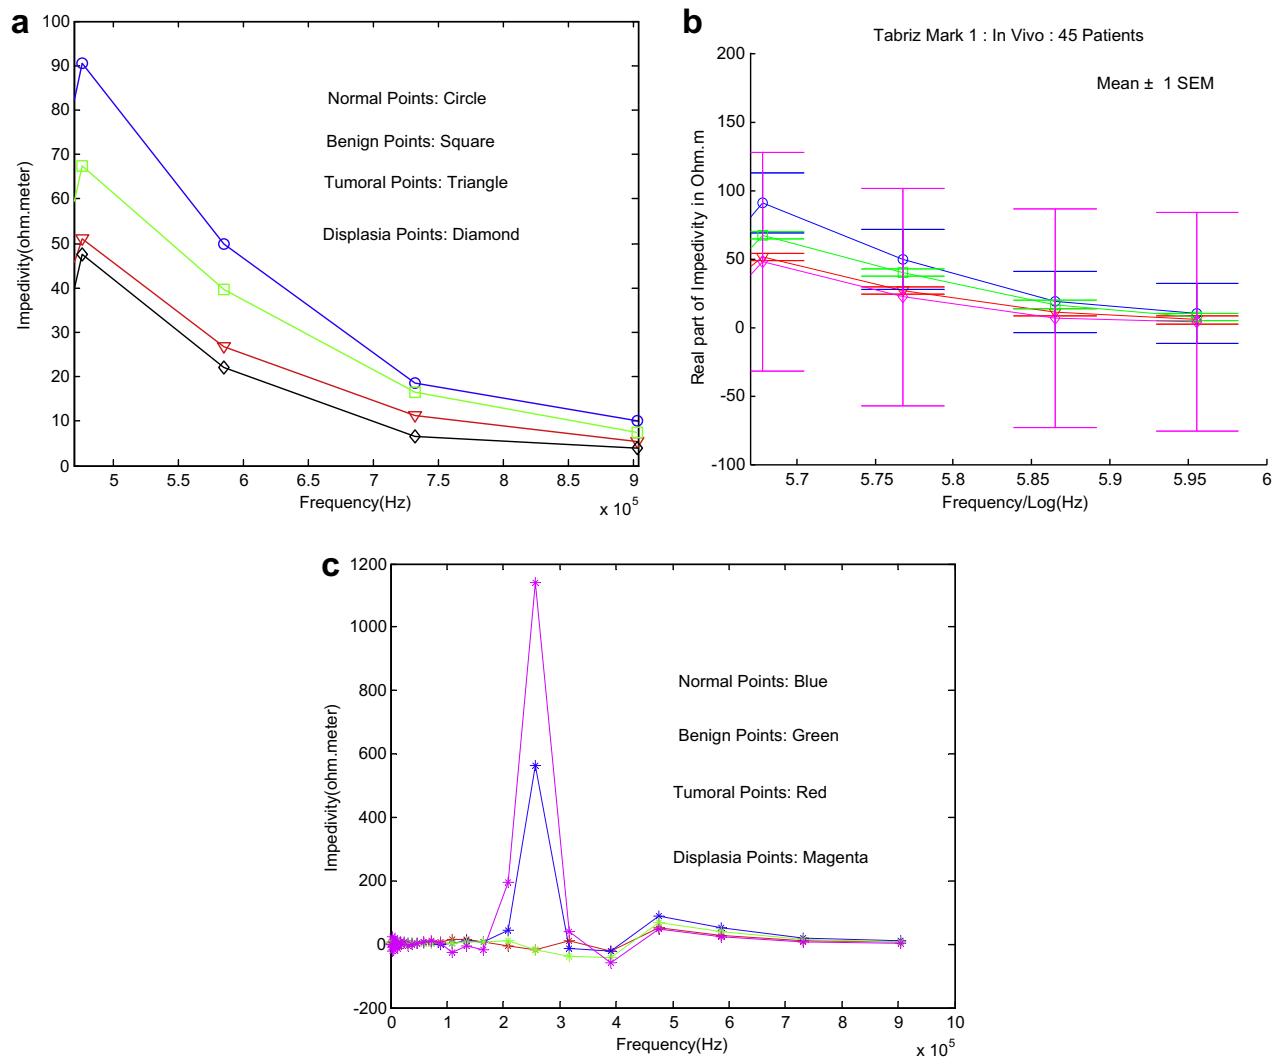 a
100
90
80
70
60
50
40
30
20
10
0
Impedivity(ohm.meter)
Normal Points: Circle
Benign Points: Square
Tumoral Points: Triangle
Displasia Points: Diamond
5 5.5 6 6.5 7 7.5 8 8.5 9
Frequency(Hz)
x 10^5
b
Tabriz Mark 1 : In Vivo : 45 Patients
Mean ± 1 SEM
200
150
100
50
0
-50
-100
Real part of Impedivity in Ohm.m
5.7 5.75 5.8 5.85 5.9 5.95 6
Frequency/Log(Hz)
c
1200
1000
800
600
400
200
0
-200
Impedivity(ohm.meter)
Normal Points: Blue
Benign Points: Green
Tumoral Points: Red
Displasia Points: Magenta
0 1 2 3 4 5 6 7 8 9 10
Frequency(Hz)
x 10^5